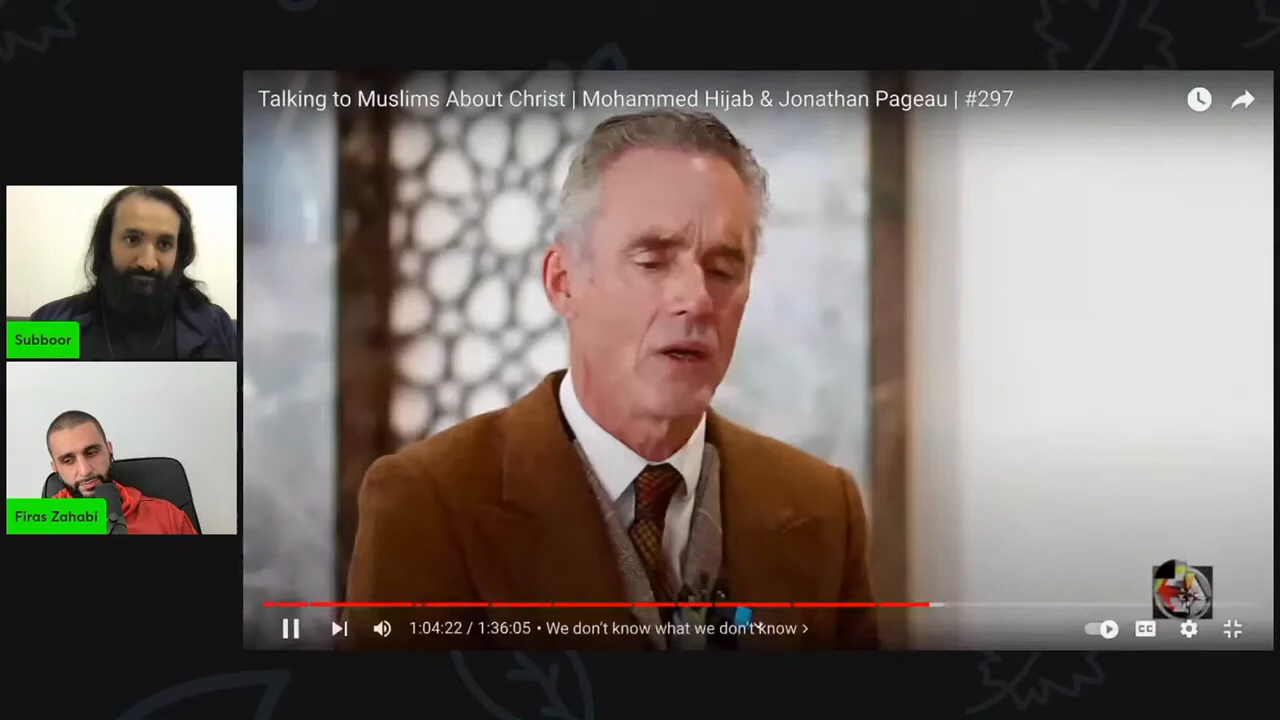 Talking to Muslims About Christ | Mohammed Hijab & Jonathan Pageau | #297
Subboor
Firas Zahabi
1:04:22 / 1:36:05 • We don't know what we don't know >
CC